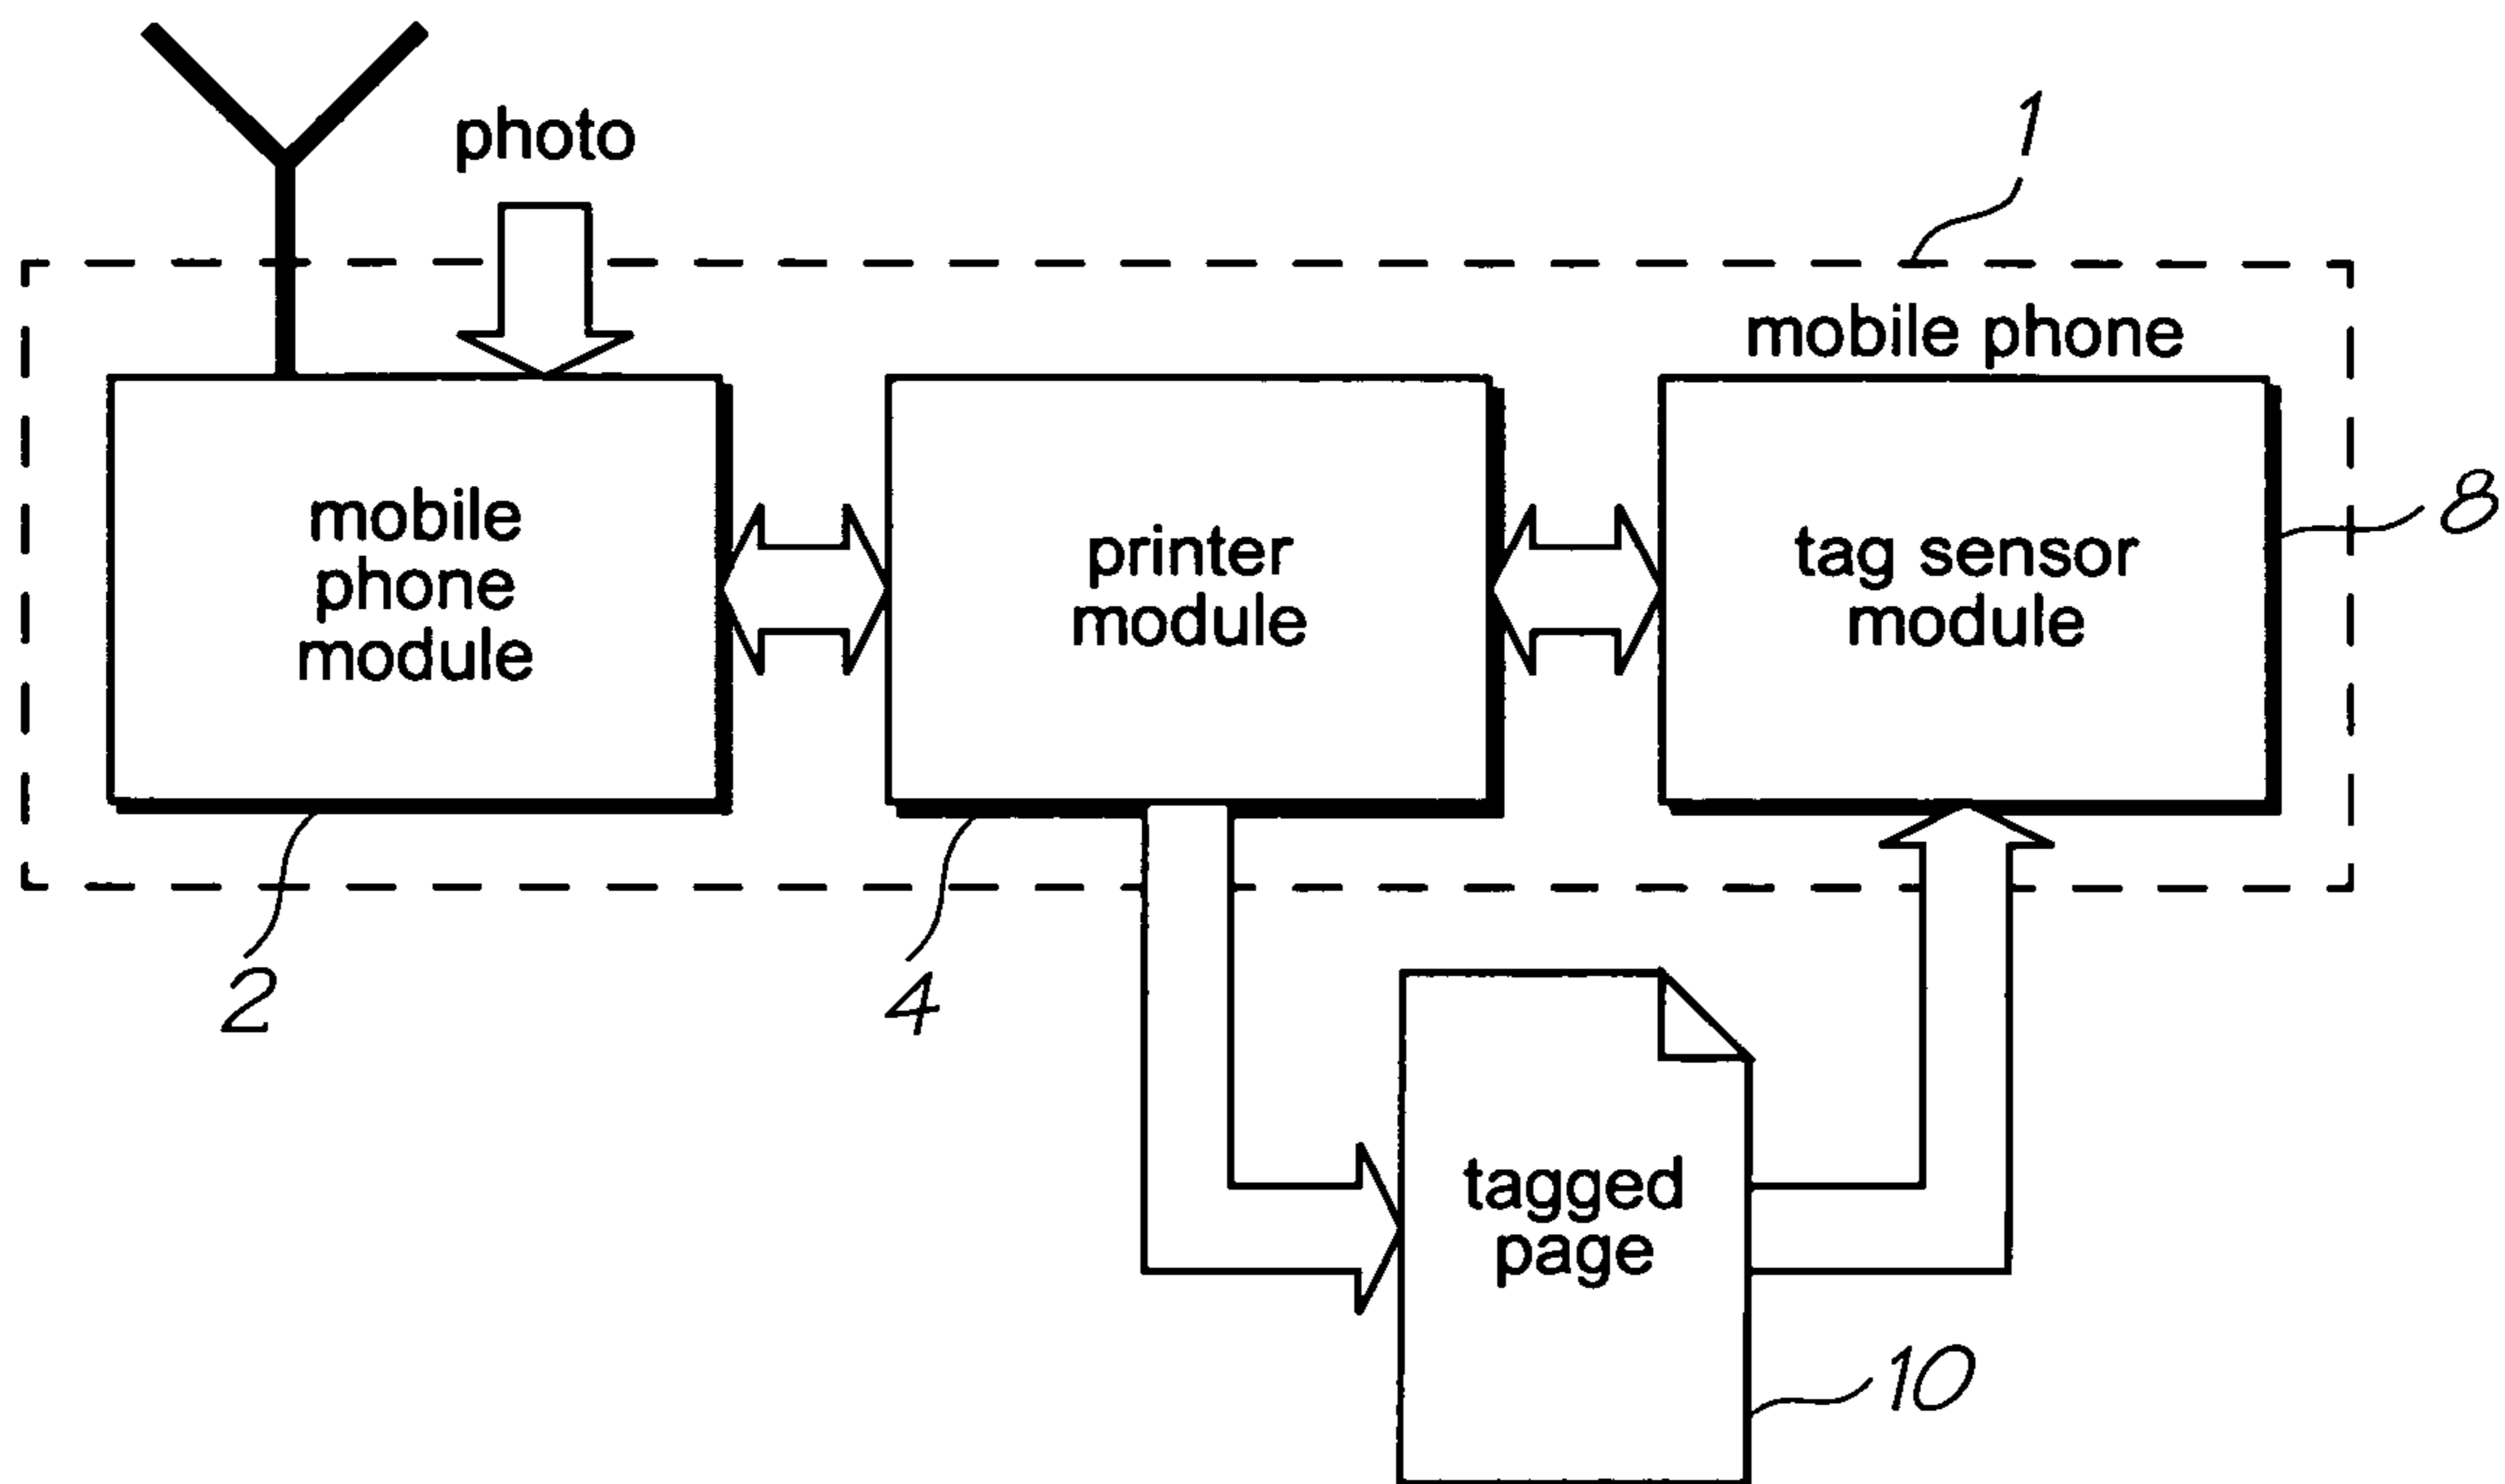 photo
1
mobile phone
mobile
phone
module
printer
module
tag sensor
module
8
2
4
tagged
page
10